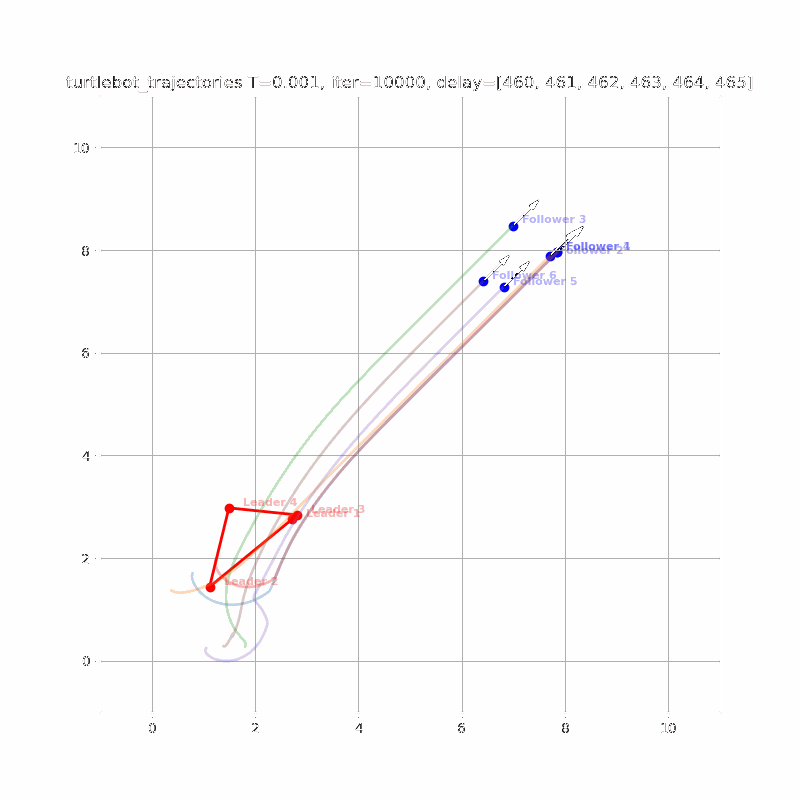 turtlebot_trajectories T=0.001, iter=10000, delay=[460, 461, 462, 463, 464, 465]
10
Follower 3
8
Follower 1
Follower 2
Follower 6
Follower 5
6
4
Leader 4
Leader 3
Leader 1
2
Leader 2
0
0 2 4 6 8 10